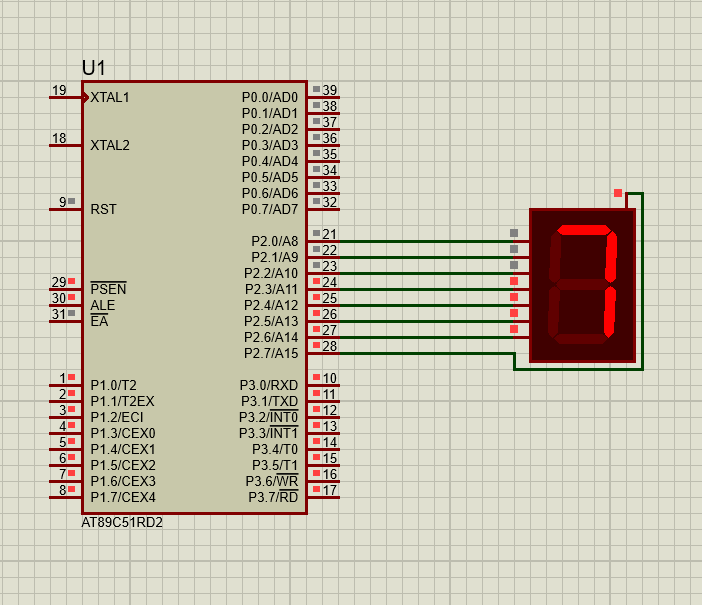 U1
19 XTAL1 P0.0/AD0 39
P0.1/AD1 38
P0.2/AD2 37
18 XTAL2 P0.3/AD3 36
P0.4/AD4 35
P0.5/AD5 34
P0.6/AD6 33
9 RST P0.7/AD7 32
P2.0/A8 21
P2.1/A9 22
P2.2/A10 23
29 PSEN P2.3/A11 24
30 ALE P2.4/A12 25
31 EA P2.5/A13 26
P2.6/A14 27
P2.7/A15 28
1 P1.0/T2 P3.0/RXD 10
2 P1.1/T2EX P3.1/TXD 11
3 P1.2/ECI P3.2/INT0 12
4 P1.3/CEX0 P3.3/INT1 13
5 P1.4/CEX1 P3.4/T0 14
6 P1.5/CEX2 P3.5/T1 15
7 P1.6/CEX3 P3.6/WR 16
8 P1.7/CEX4 P3.7/RD 17
AT89C51RD2
7